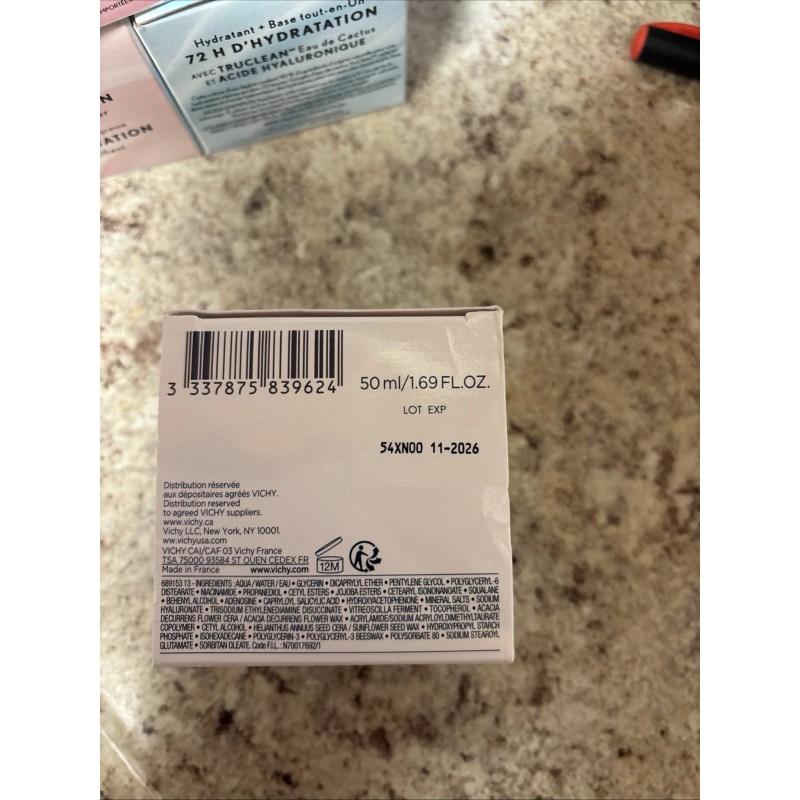 Hydratant + Base tout-en-Un
72 H D'HYDRATATION
AVEC TRUCLEAN™ Eau de Cactus
ET ACIDE HYALURONIQUE
3 337875 839624
50 ml/1.69 FL.OZ.
LOT EXP
54XN00 11-2026
Distribution réservée
aux dépositaires agréés VICHY.
Distribution reserved
to agreed VICHY suppliers.
www.vichy.ca
Vichy LLC, New York, NY 10001.
www.vichyusa.com
VICHY CAI/CAF 03 Vichy France
TSA 75000 93584 ST OUEN CEDEX FR
Made in France www.vichy.com
12M
689153 13 - INGREDIENTS : AQUA / WATER / EAU • GLYCERIN • DICAPRYLYL ETHER • PENTYLENE GLYCOL • POLYGLYCERYL-6
DISTEARATE • NIACINAMIDE • PROPANEDIOL • CETYL ESTERS • JOJOBA ESTERS • CETEARYL ISONONANOATE • SQUALANE
• BEHENYL ALCOHOL • ADENOSINE • CAPRYLOYL SALICYLIC ACID • HYDROXYACETOPHENONE • MINERAL SALTS • SODIUM
HYALURONATE • TRISODIUM ETHYLENEDIAMINE DISUCCINATE • VITREOSCILLA FERMENT • TOCOPHEROL • ACACIA
DECURRENS FLOWER CERA / ACACIA DECURRENS FLOWER WAX • ACRYLAMIDE/SODIUM ACRYLOYLDIMETHYLTAURATE
COPOLYMER • CETYL ALCOHOL • HELIANTHUS ANNUUS SEED CERA / SUNFLOWER SEED WAX • HYDROXYPROPYL STARCH
PHOSPHATE • ISOHEXADECANE • POLYGLYCERIN-3 • POLYGLYCERYL-3 BEESWAX • POLYSORBATE 80 • SODIUM STEAROYL
GLUTAMATE • SORBITAN OLEATE. Code F.I.L. : N70017692/1